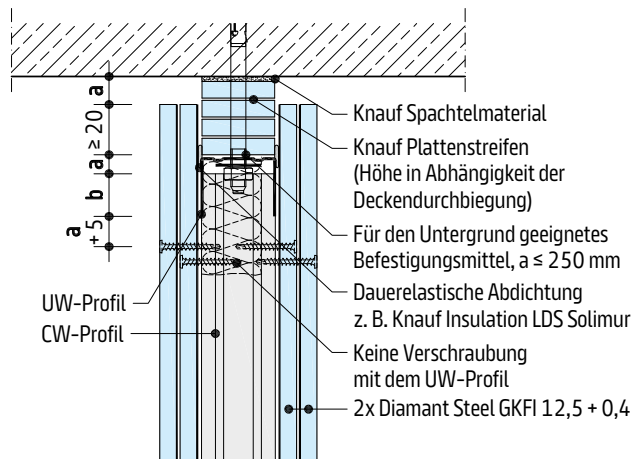 a
≥ 20
a
b
a
+ 5
Knauf Spachtelmaterial
Knauf Plattenstreifen
(Höhe in Abhängigkeit der
Deckendurchbiegung)
Für den Untergrund geeignetes
Befestigungsmittel, a ≤ 250 mm
Dauerelastische Abdichtung
z. B. Knauf Insulation LDS Solimur
Keine Verschraubung
mit dem UW-Profil
2x Diamant Steel GKFI 12,5 + 0,4
UW-Profil
CW-Profil